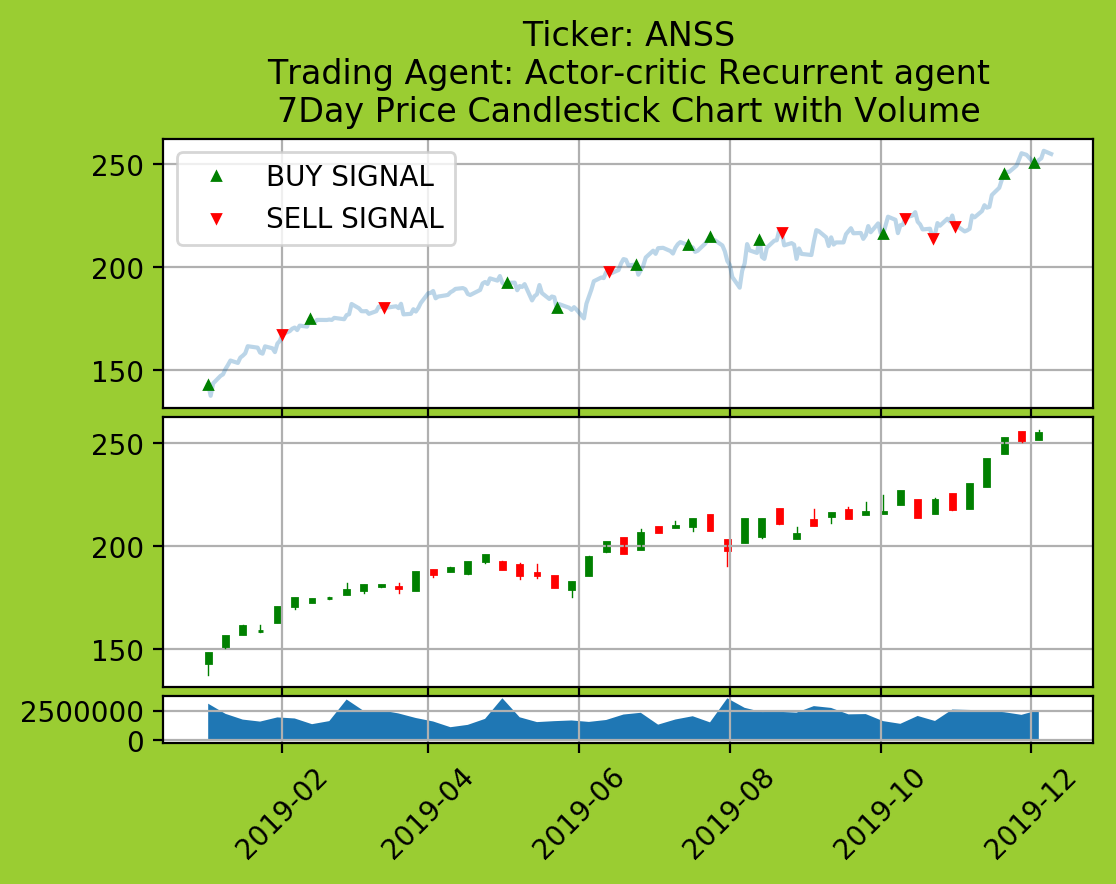 Ticker: ANSS
Trading Agent: Actor-critic Recurrent agent
7Day Price Candlestick Chart with Volume
250
200
150
BUY SIGNAL
SELL SIGNAL
250
200
150
2500000
0
2019-02
2019-04
2019-06
2019-08
2019-10
2019-12